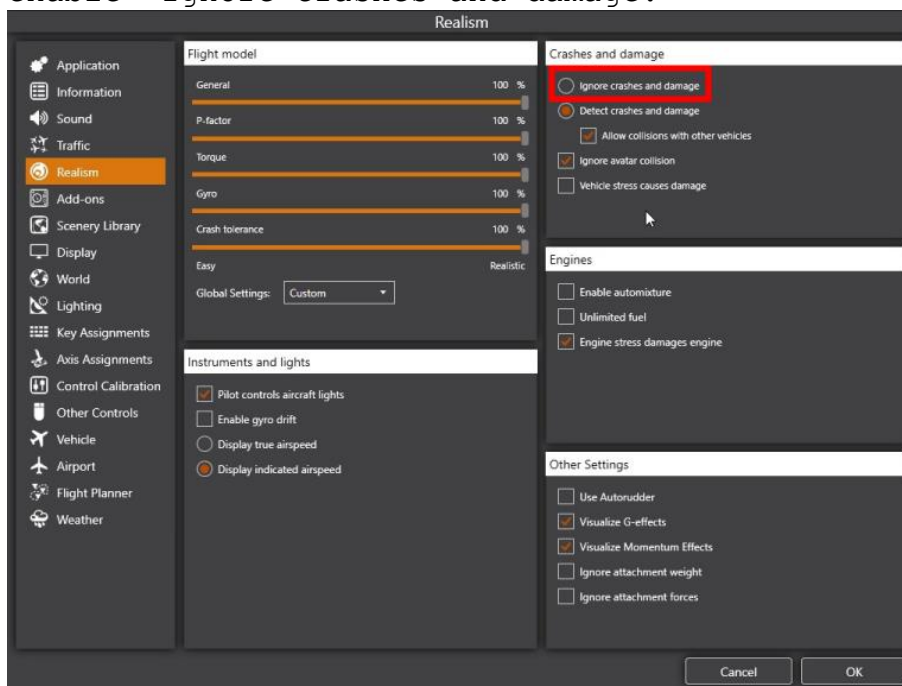 enable "Ignore crashes and damage.
Realism
Application
Information
Sound
Traffic
Realism
Add-ons
Scenery Library
Display
World
Lighting
Key Assignments
Axis Assignments
Control Calibration
Other Controls
Vehicle
Airport
Flight Planner
Weather
Flight model
General 100 %
P-factor 100 %
Torque 100 %
Gyro 100 %
Crash tolerance 100 %
Easy Realistic
Global Settings: Custom
Instruments and lights
Pilot controls aircraft lights
Enable gyro drift
Display true airspeed
Display indicated airspeed
Crashes and damage
Ignore crashes and damage
Detect crashes and damage
Allow collisions with other vehicles
Ignore avatar collision
Vehicle stress causes damage
Engines
Enable automixture
Unlimited fuel
Engine stress damages engine
Other Settings
Use Autorudder
Visualize G-effects
Visualize Momentum Effects
Ignore attachment weight
Ignore attachment forces
Cancel OK